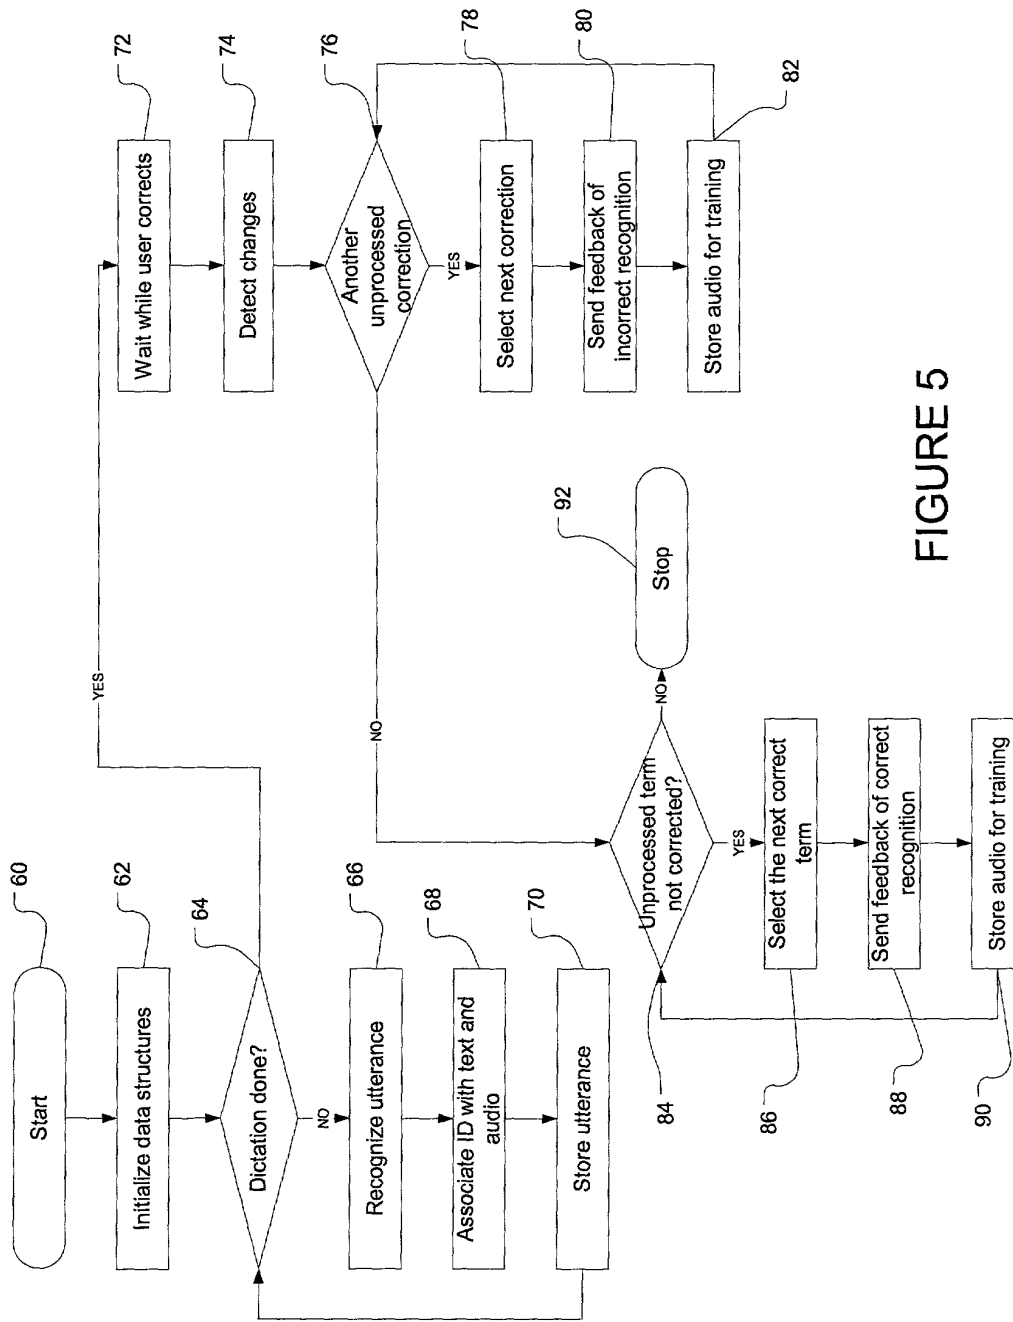 Start
60
Initialize data structures
62
Dictation done?
64
YES
NO
Recognize utterance
66
Associate ID with text and
audio
68
Store utterance
70
Wait while user corrects
72
Detect changes
74
Another
unprocessed
correction
76
YES
NO
Select next correction
78
Send feedback of
incorrect recognition
80
Store audio for training
82
Unprocessed term
not corrected?
84
NO
YES
Stop
92
Select the next correct
term
86
Send feedback of correct
recognition
88
Store audio for training
90
FIGURE 5